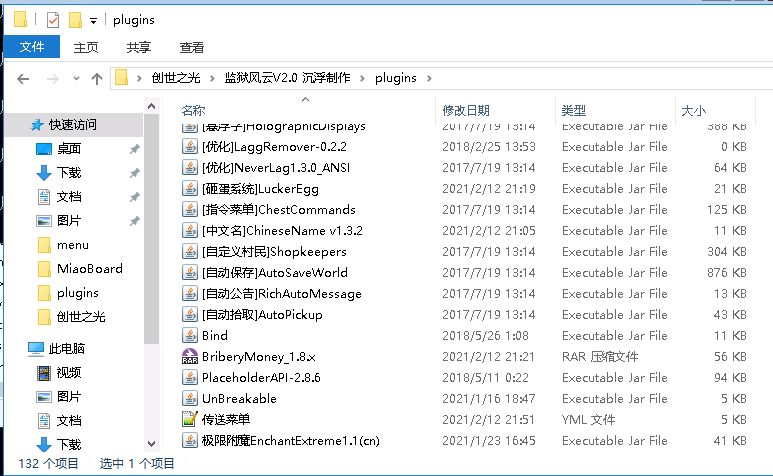 plugins
文件 主页 共享 查看
创世之光 监狱风云V2.0 沉浮制作 plugins
名称 修改日期 类型 大小
快速访问
桌面
下载
文档
图片
menu
MiaoBoard
plugins
创世之光
此电脑
视频
图片
文档
下载
[悬浮字]HolographicDisplays 2017/7/19 13:14 Executable Jar File 388 KB
[优化]LaggRemover-0.2.2 2018/2/25 13:53 Executable Jar File 0 KB
[优化]NeverLag1.3.0_ANSI 2017/7/19 13:14 Executable Jar File 64 KB
[砸蛋系统]LuckerEgg 2021/2/12 21:19 Executable Jar File 21 KB
[指令菜单]ChestCommands 2017/7/19 13:14 Executable Jar File 125 KB
[中文名]ChineseName v1.3.2 2021/2/12 21:05 Executable Jar File 11 KB
[自定义村民]Shopkeepers 2017/7/19 13:14 Executable Jar File 304 KB
[自动保存]AutoSaveWorld 2017/7/19 13:14 Executable Jar File 876 KB
[自动公告]RichAutoMessage 2017/7/19 13:14 Executable Jar File 13 KB
[自动拾取]AutoPickup 2017/7/19 13:14 Executable Jar File 43 KB
Bind 2018/5/26 1:08 Executable Jar File 11 KB
BriberyMoney_1.8.x 2021/2/12 21:21 RAR 压缩文件 56 KB
PlaceholderAPI-2.8.6 2018/5/11 0:22 Executable Jar File 94 KB
UnBreakable 2021/1/16 18:47 Executable Jar File 5 KB
传送菜单 2021/2/12 21:51 YML 文件 5 KB
极限附魔EnchantExtreme1.1(cn) 2021/1/23 16:45 Executable Jar File 41 KB
132 个项目 选中 1 个项目